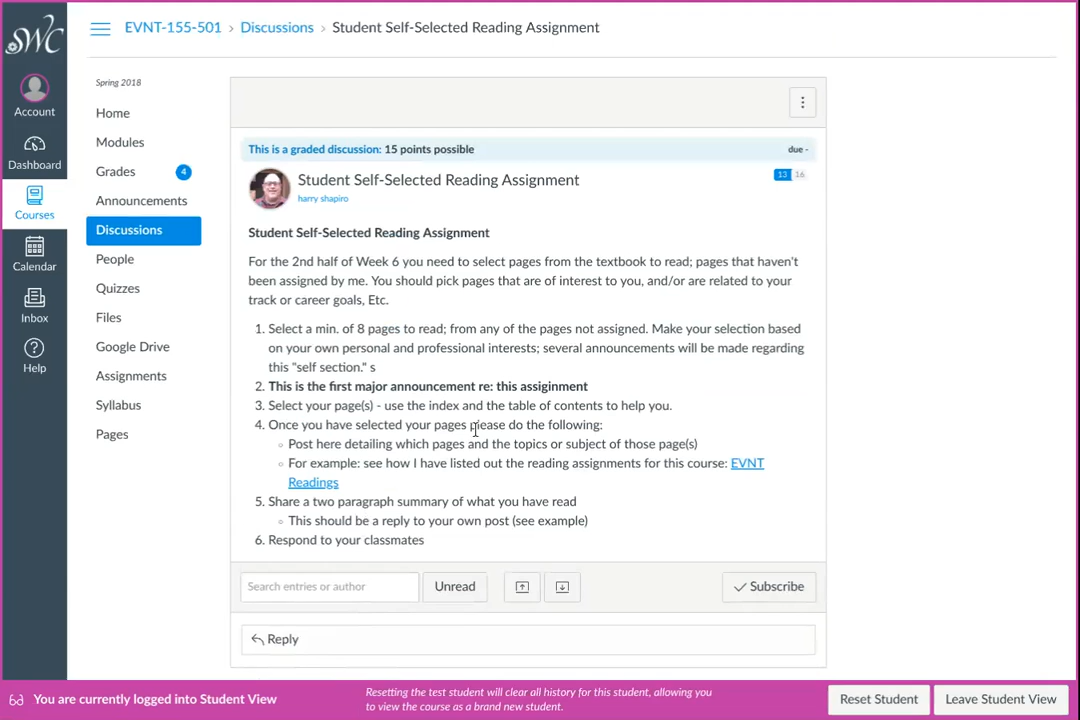 SWC
EVNT-155-501 › Discussions › Student Self-Selected Reading Assignment
Account
Dashboard
Courses
Calendar
Inbox
Help
Spring 2018
Home
Modules
Grades 4
Announcements
Discussions
People
Quizzes
Files
Google Drive
Assignments
Syllabus
Pages
This is a graded discussion: 15 points possible due -
Student Self-Selected Reading Assignment 13 16
harry shapiro
Student Self-Selected Reading Assignment
For the 2nd half of Week 6 you need to select pages from the textbook to read; pages that haven't
been assigned by me. You should pick pages that are of interest to you, and/or are related to your
track or career goals, Etc.
1. Select a min. of 8 pages to read; from any of the pages not assigned. Make your selection based
on your own personal and professional interests; several announcements will be made regarding
this "self section." s
2. This is the first major announcement re: this assiginment
3. Select your page(s) - use the index and the table of contents to help you.
4. Once you have selected your pages please do the following:
◦ Post here detailing which pages and the topics or subject of those page(s)
◦ For example: see how I have listed out the reading assignments for this course: EVNT
Readings
5. Share a two paragraph summary of what you have read
◦ This should be a reply to your own post (see example)
6. Respond to your classmates
Search entries or author Unread Subscribe
Reply
You are currently logged into Student View
Resetting the test student will clear all history for this student, allowing you
to view the course as a brand new student.
Reset Student Leave Student View